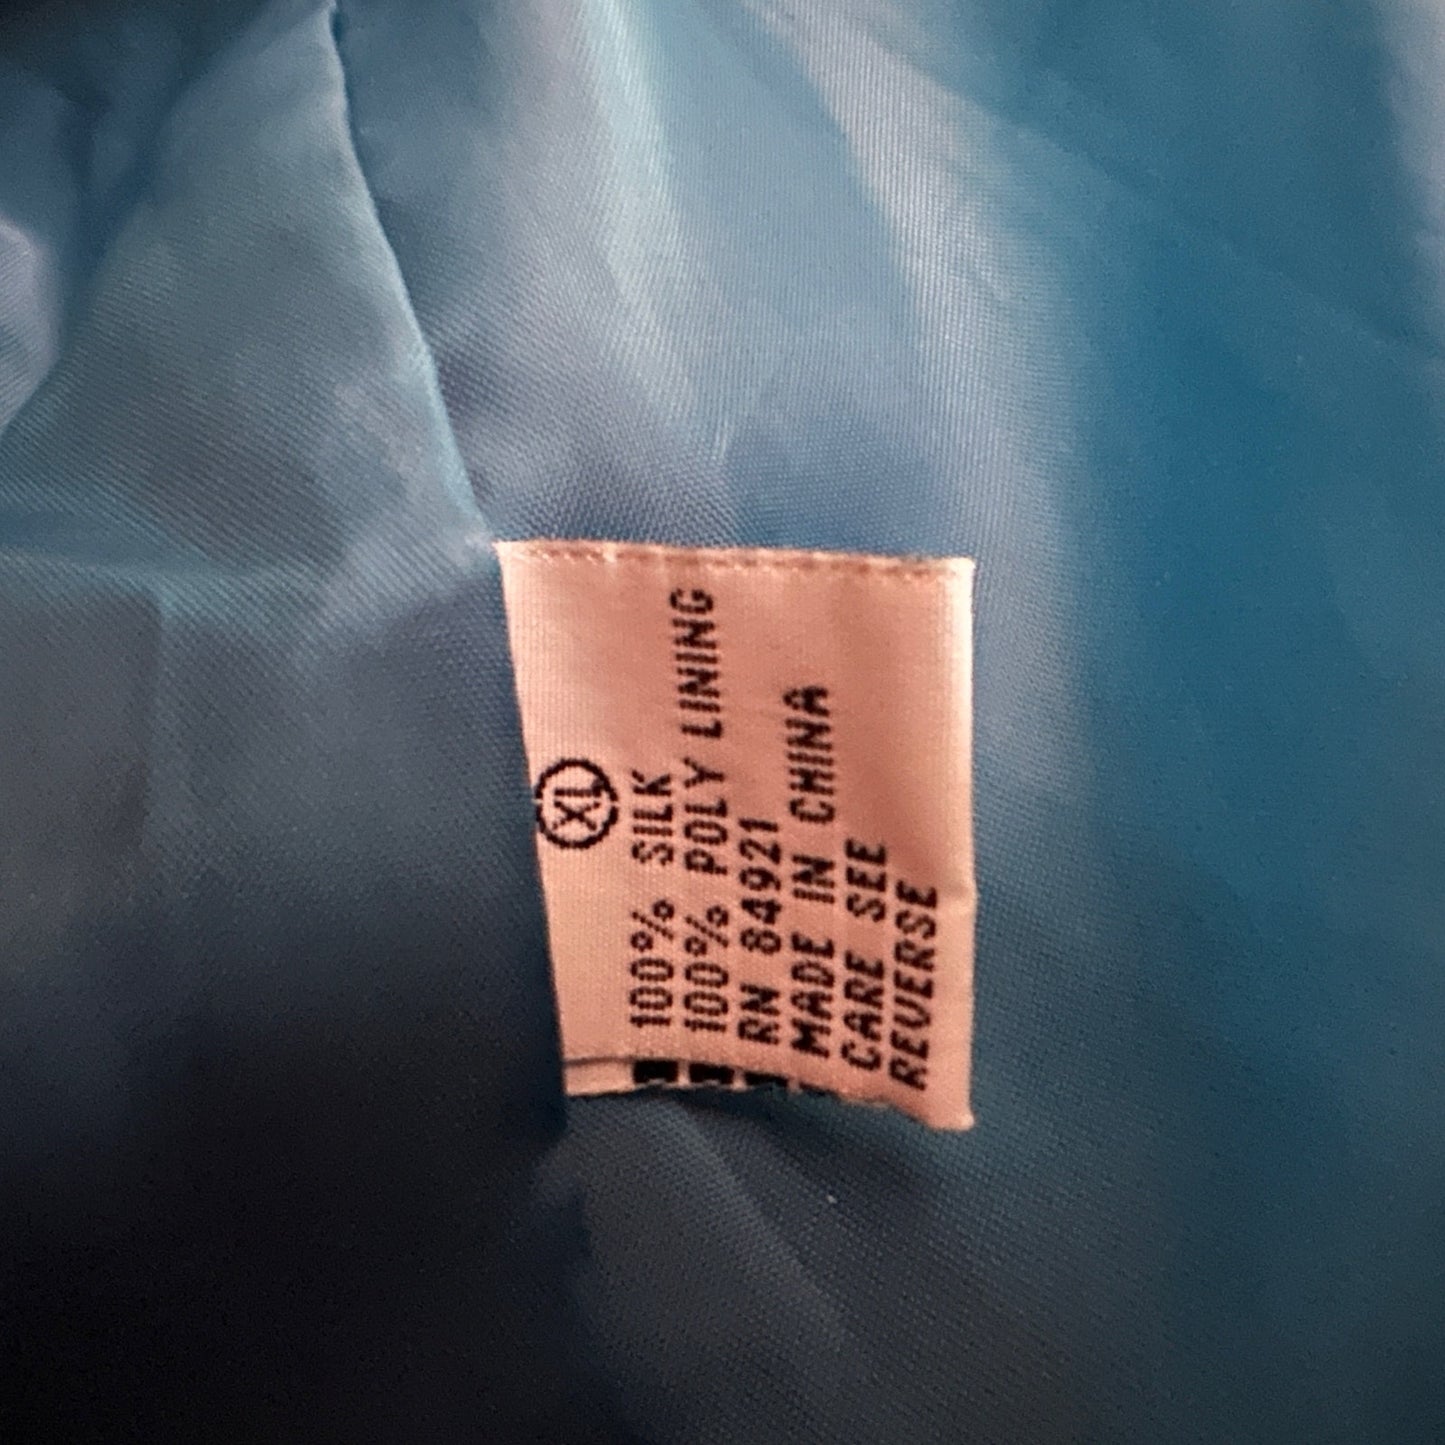 XL
100% SILK
100% POLY LINING
RN 84921
MADE IN CHINA
CARE SEE
REVERSE